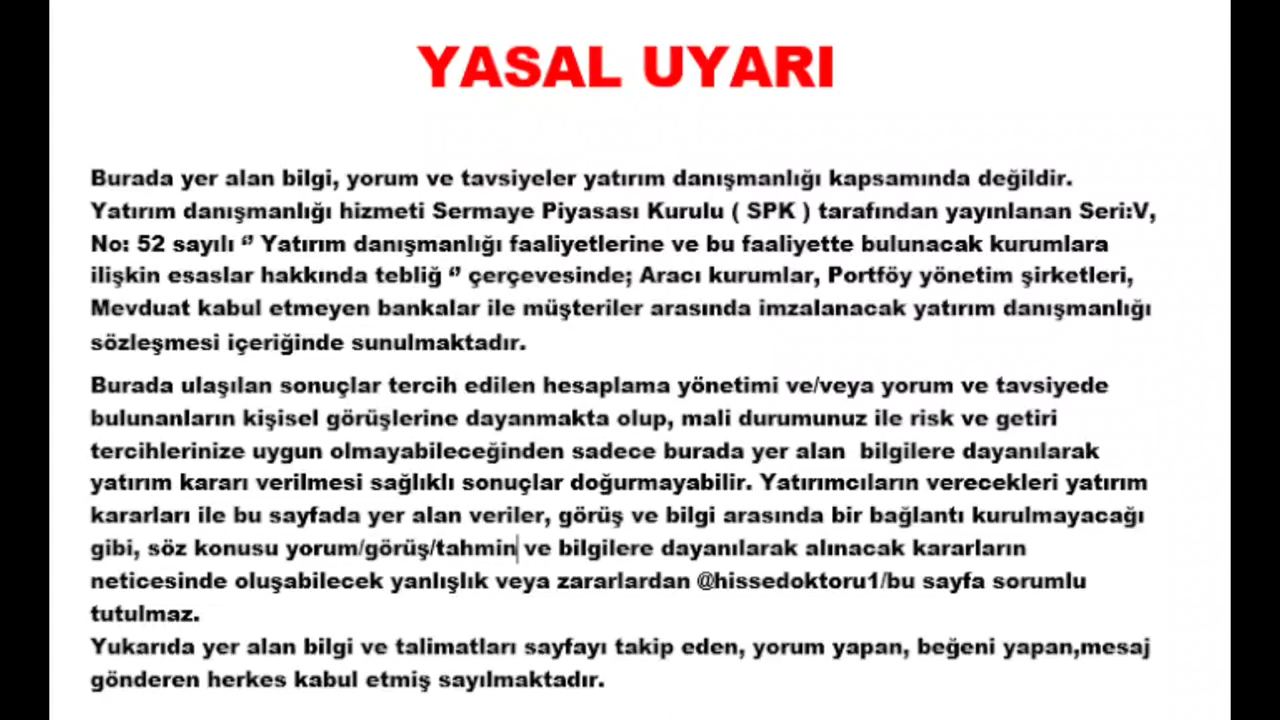 YASAL UYARI
Burada yer alan bilgi, yorum ve tavsiyeler yatırım danışmanlığı kapsamında değildir.
Yatırım danışmanlığı hizmeti Sermaye Piyasası Kurulu ( SPK ) tarafından yayınlanan Seri:V,
No: 52 sayılı “ Yatırım danışmanlığı faaliyetlerine ve bu faaliyette bulunacak kurumlara
ilişkin esaslar hakkında tebliğ “ çerçevesinde; Aracı kurumlar, Portföy yönetim şirketleri,
Mevduat kabul etmeyen bankalar ile müşteriler arasında imzalanacak yatırım danışmanlığı
sözleşmesi içeriğinde sunulmaktadır.
Burada ulaşılan sonuçlar tercih edilen hesaplama yönetimi ve/veya yorum ve tavsiyede
bulunanların kişisel görüşlerine dayanmakta olup, mali durumunuz ile risk ve getiri
tercihlerinize uygun olmayabileceğinden sadece burada yer alan  bilgilere dayanılarak
yatırım kararı verilmesi sağlıklı sonuçlar doğurmayabilir. Yatırımcıların verecekleri yatırım
kararları ile bu sayfada yer alan veriler, görüş ve bilgi arasında bir bağlantı kurulmayacağı
gibi, söz konusu yorum/görüş/tahmin ve bilgilere dayanılarak alınacak kararların
neticesinde oluşabilecek yanlışlık veya zararlardan @hissedoktoru1/bu sayfa sorumlu
tutulmaz.
Yukarıda yer alan bilgi ve talimatları sayfayı takip eden, yorum yapan, beğeni yapan,mesaj
gönderen herkes kabul etmiş sayılmaktadır.